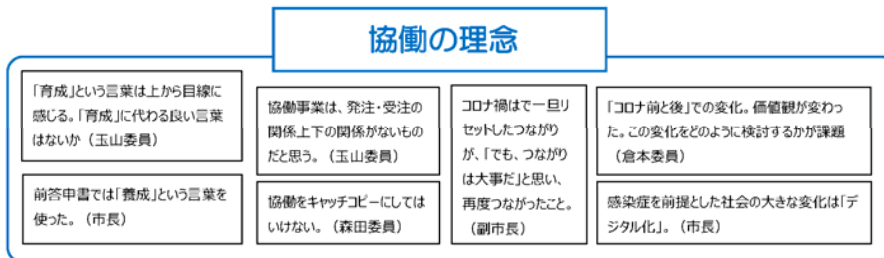 協働の理念
「育成」という言葉は上から目線に
感じる。「育成」に代わる良い言葉
はないか（玉山委員）
前答申書では「養成」という言葉を
使った。（市長）
協働事業は、発注・受注の
関係上下の関係がないもの
だと思う。（玉山委員）
協働をキャッチコピーにしては
いけない。（森田委員）
コロナ禍はで一旦リ
セットしたつながり
が、「でも、つながり
は大事だ」と思い、
再度つながったこと。
（副市長）
「コロナ前と後」での変化。価値観が変わっ
た。この変化をどのように検討するかが課題
（倉本委員）
感染症を前提とした社会の大きな変化は「デ
ジタル化」。（市長）